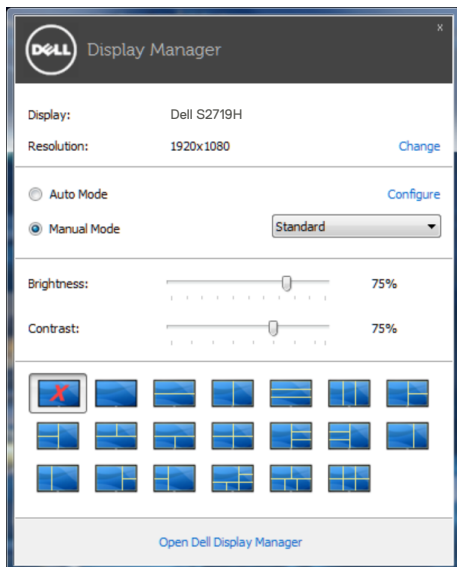 x
DELL Display Manager
Display: Dell S2719H
Resolution: 1920x1080 Change
Auto Mode Configure
Manual Mode Standard
Brightness: 75%
Contrast: 75%
Open Dell Display Manager